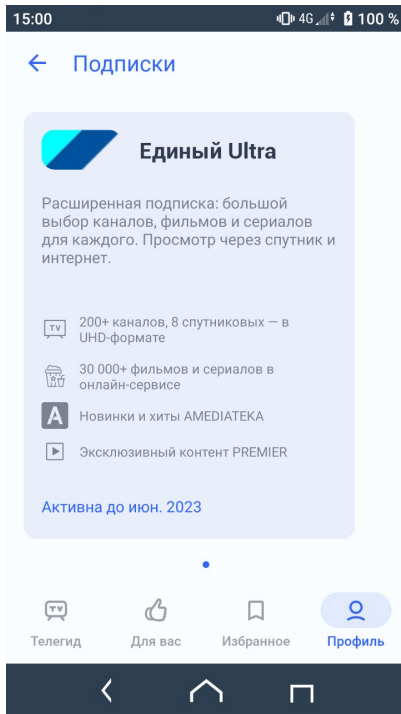 15:00
4G
100 %
Подписки
Единый Ultra
Расширенная подписка: большой
выбор каналов, фильмов и сериалов
для каждого. Просмотр через спутник и
интернет.
TV
200+ каналов, 8 спутниковых — в
UHD-формате
30 000+ фильмов и сериалов в
онлайн-сервисе
A
Новинки и хиты AMEDIATEKA
Эксклюзивный контент PREMIER
Активна до июн. 2023
TV
Телегид
Для вас
Избранное
Профиль